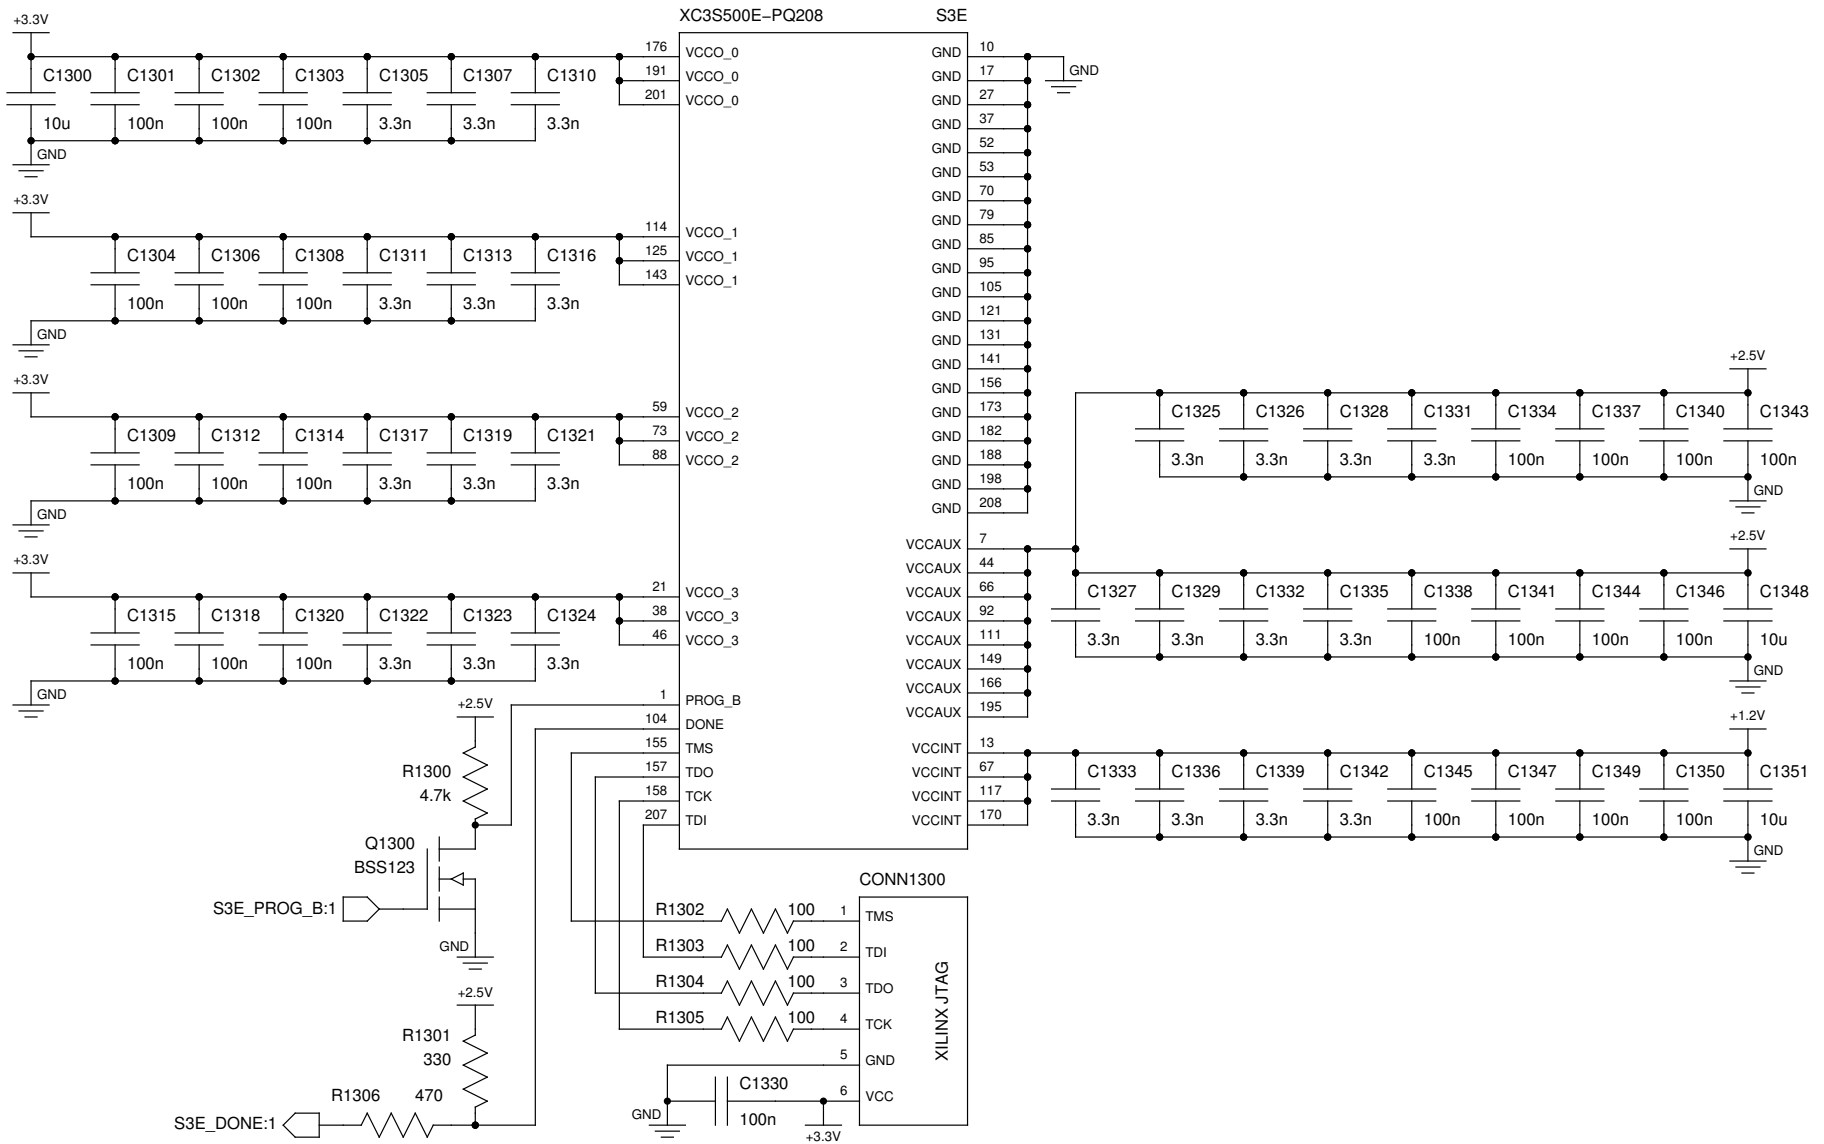 XC3S500E–PQ208 S3E
+3.3V
C1300 C1301 C1302 C1303 C1305 C1307 C1310
10u 100n 100n 100n 3.3n 3.3n 3.3n
GND
176 VCCO_0
191 VCCO_0
201 VCCO_0
+3.3V
C1304 C1306 C1308 C1311 C1313 C1316
100n 100n 100n 3.3n 3.3n 3.3n
GND
114 VCCO_1
125 VCCO_1
143 VCCO_1
+3.3V
C1309 C1312 C1314 C1317 C1319 C1321
100n 100n 100n 3.3n 3.3n 3.3n
GND
59 VCCO_2
73 VCCO_2
88 VCCO_2
+3.3V
C1315 C1318 C1320 C1322 C1323 C1324
100n 100n 100n 3.3n 3.3n 3.3n
GND
21 VCCO_3
38 VCCO_3
46 VCCO_3
1 PROG_B
104 DONE
155 TMS
157 TDO
158 TCK
207 TDI
GND 10
GND
GND 17
GND 27
GND 37
GND 52
GND 53
GND 70
GND 79
GND 85
GND 95
GND 105
GND 121
GND 131
GND 141
GND 156
GND 173
GND 182
GND 188
GND 198
GND 208
VCCAUX 7
VCCAUX 44
VCCAUX 66
VCCAUX 92
VCCAUX 111
VCCAUX 149
VCCAUX 166
VCCAUX 195
VCCINT 13
VCCINT 67
VCCINT 117
VCCINT 170
+2.5V
C1325 C1326 C1328 C1331 C1334 C1337 C1340 C1343
3.3n 3.3n 3.3n 3.3n 100n 100n 100n 100n
GND
+2.5V
C1327 C1329 C1332 C1335 C1338 C1341 C1344 C1346 C1348
3.3n 3.3n 3.3n 3.3n 100n 100n 100n 100n 10u
GND
+1.2V
C1333 C1336 C1339 C1342 C1345 C1347 C1349 C1350 C1351
3.3n 3.3n 3.3n 3.3n 100n 100n 100n 100n 10u
GND
+2.5V
R1300
4.7k
Q1300
BSS123
S3E_PROG_B:1
GND
+2.5V
R1301
330
R1306 470
S3E_DONE:1
CONN1300
R1302 100 1 TMS
R1303 100 2 TDI
R1304 100 3 TDO
R1305 100 4 TCK
5 GND
6 VCC
XILINX JTAG
C1330
100n
GND
+3.3V